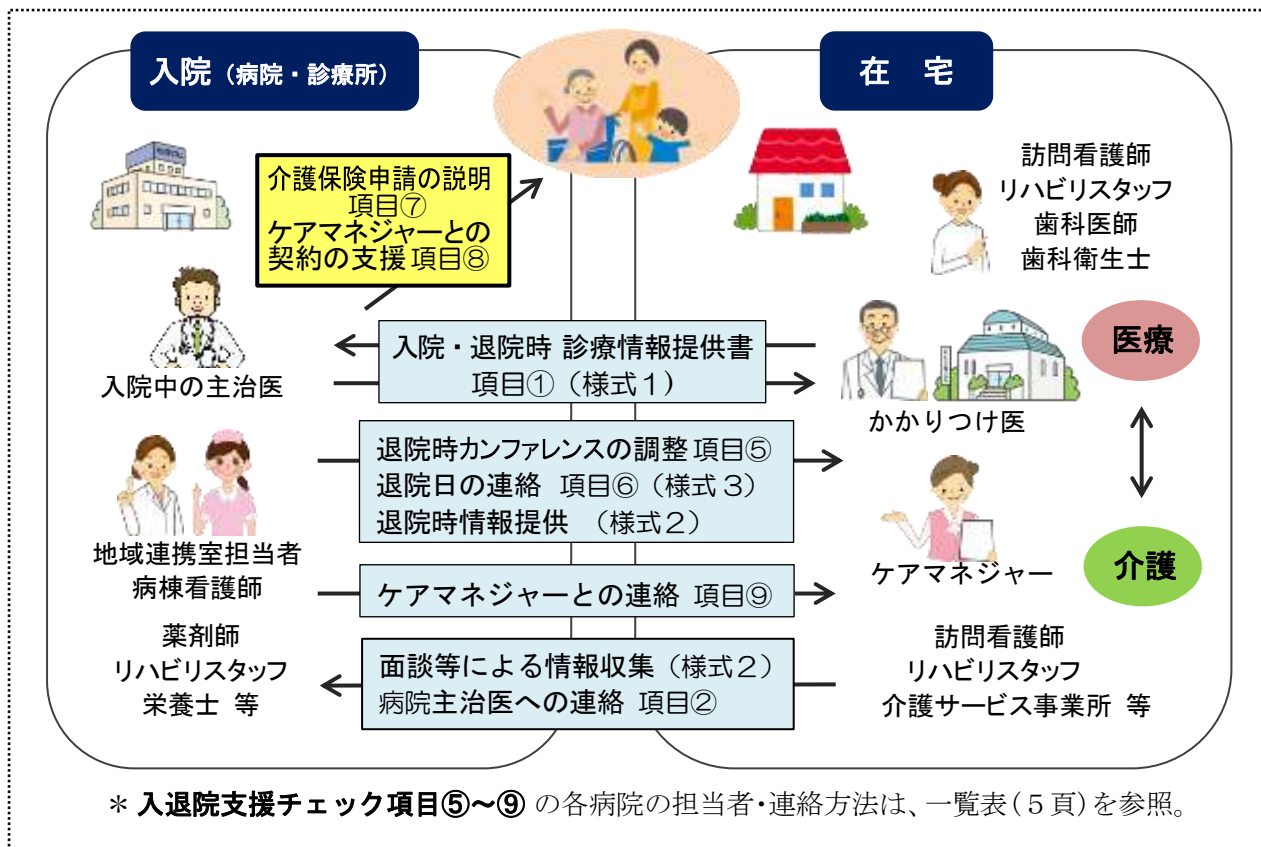 入院（病院・診療所）
在　宅
介護保険申請の説明
項目⑦
ケアマネジャーとの
契約の支援 項目⑧
訪問看護師
リハビリスタッフ
歯科医師
歯科衛生士
入院中の主治医
入院・退院時 診療情報提供書
項目①（様式１）
かかりつけ医
医療
地域連携室担当者
病棟看護師
退院時カンファレンスの調整 項目⑤
退院日の連絡 項目⑥（様式３）
退院時情報提供 （様式２）
ケアマネジャー
介護
ケアマネジャーとの連絡 項目⑨
薬剤師
リハビリスタッフ
栄養士 等
面談等による情報収集（様式２）
病院主治医への連絡 項目②
訪問看護師
リハビリスタッフ
介護サービス事業所 等
＊ 入退院支援チェック項目⑤～⑨ の各病院の担当者・連絡方法は、一覧表(５頁)を参照。